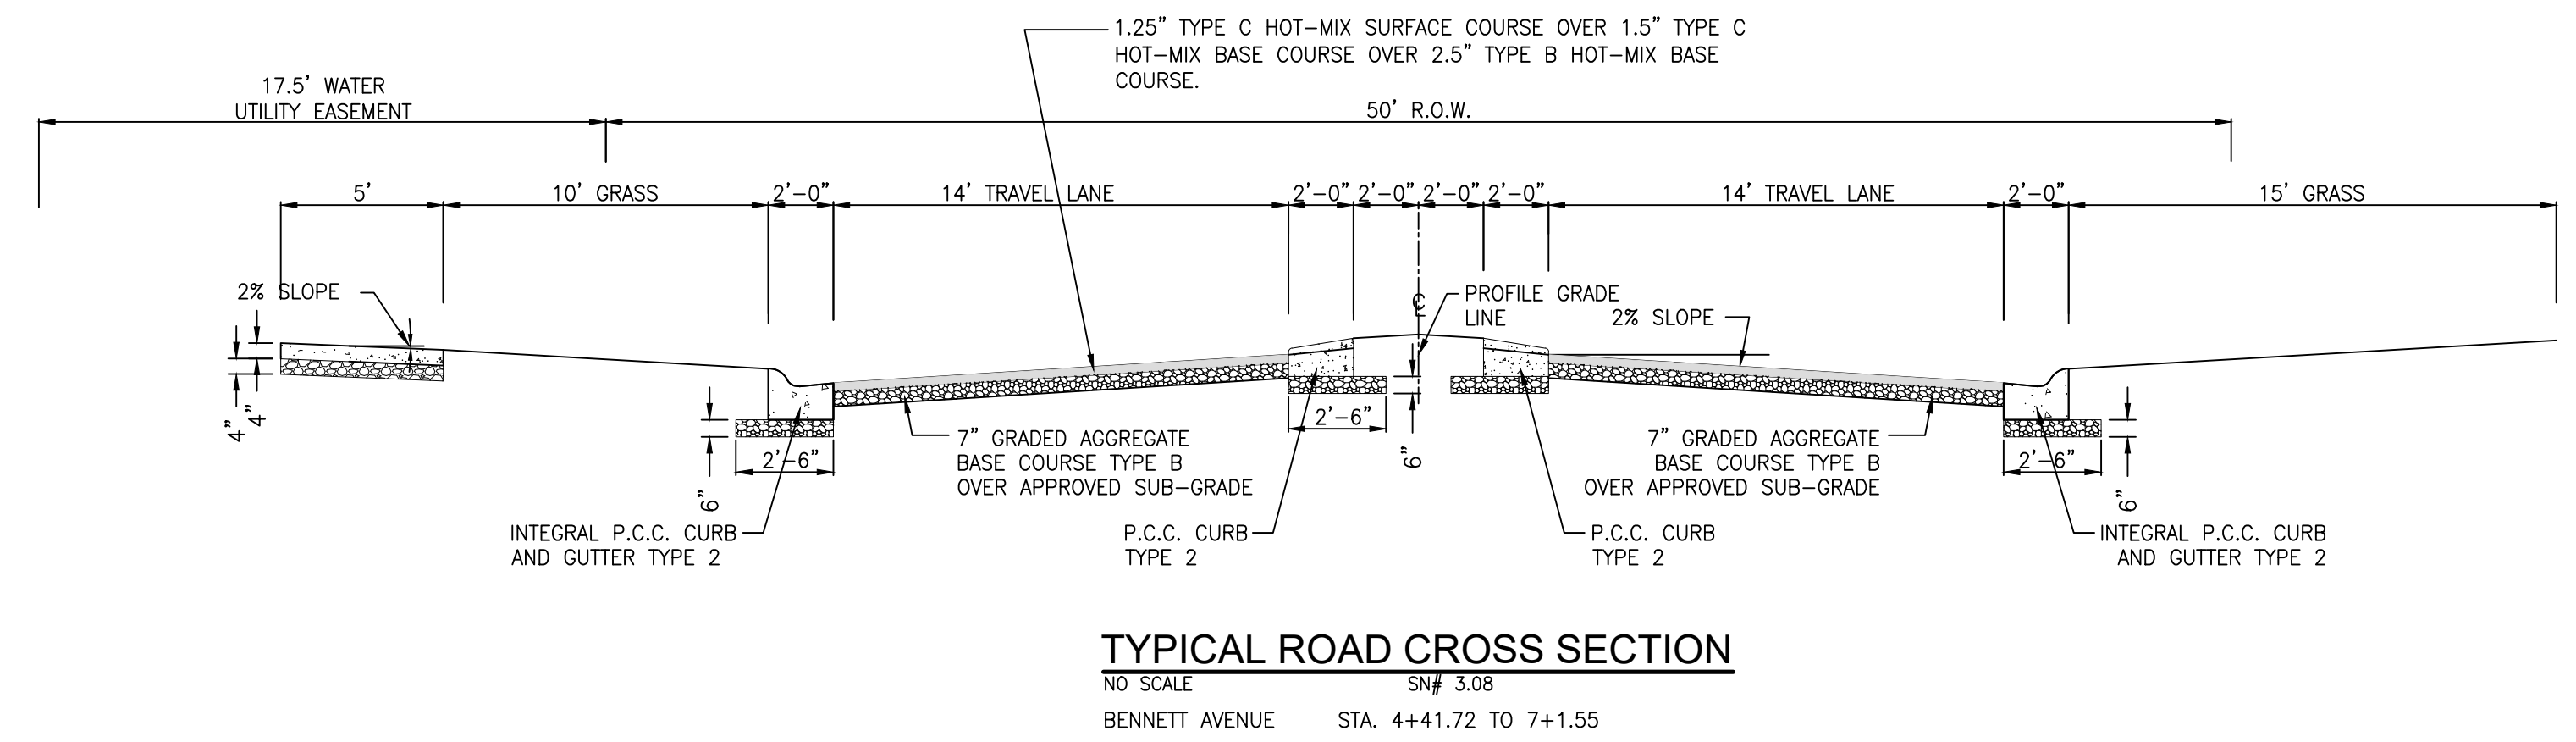 1.25” TYPE C HOT-MIX SURFACE COURSE OVER 1.5” TYPE C
HOT-MIX BASE COURSE OVER 2.5” TYPE B HOT-MIX BASE
COURSE.
17.5’ WATER
UTILITY EASEMENT
50’ R.O.W.
5’
10’ GRASS
2’-0”
14’ TRAVEL LANE
2’-0”
2’-0”
2’-0”
2’-0”
14’ TRAVEL LANE
2’-0”
15’ GRASS
2% SLOPE
℄
PROFILE GRADE
LINE
2% SLOPE
4”
4”
2’-6”
6”
7” GRADED AGGREGATE
BASE COURSE TYPE B
OVER APPROVED SUB-GRADE
2’-6”
6”
7” GRADED AGGREGATE
BASE COURSE TYPE B
OVER APPROVED SUB-GRADE
2’-6”
6”
INTEGRAL P.C.C. CURB
AND GUTTER TYPE 2
P.C.C. CURB
TYPE 2
P.C.C. CURB
TYPE 2
INTEGRAL P.C.C. CURB
AND GUTTER TYPE 2
TYPICAL ROAD CROSS SECTION
NO SCALE SN# 3.08
BENNETT AVENUE STA. 4+41.72 TO 7+1.55